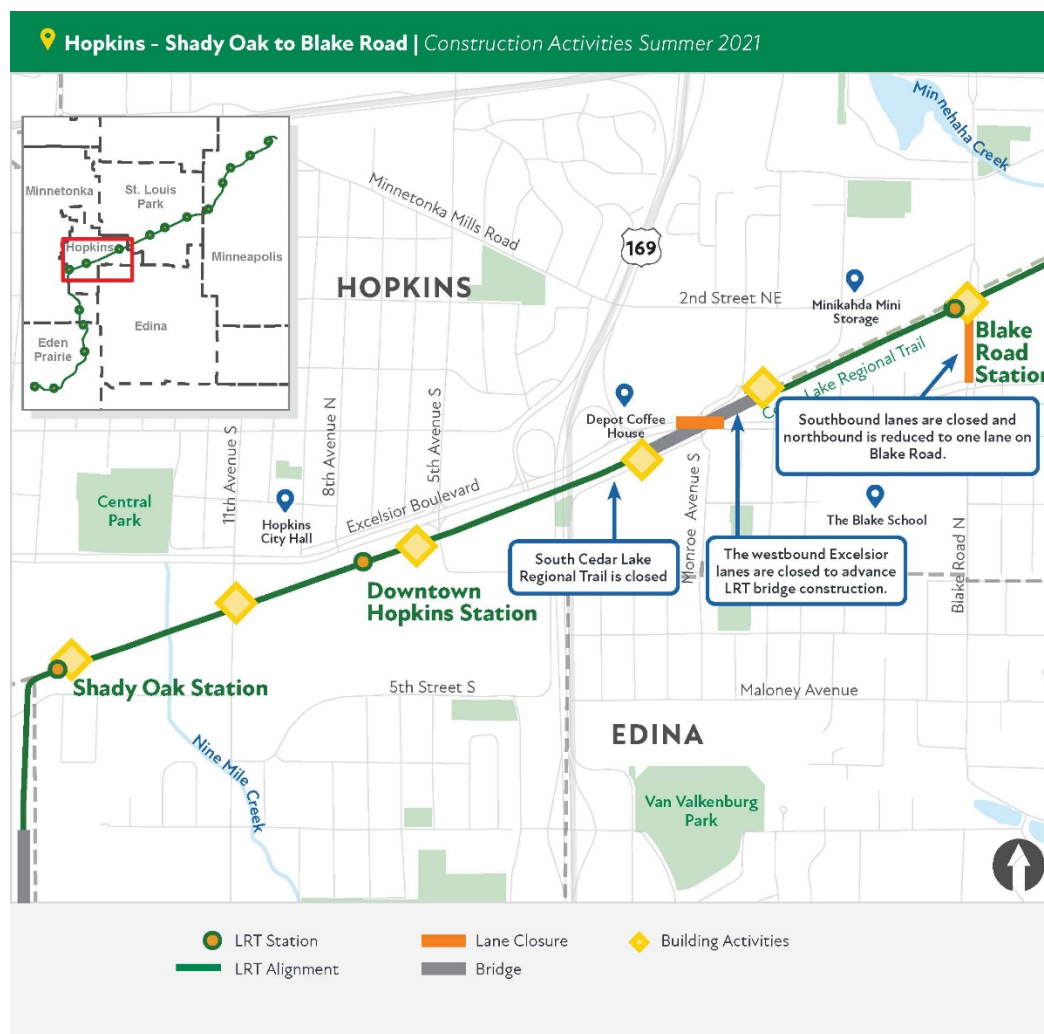 Hopkins - Shady Oak to Blake Road | Construction Activities Summer 2021
Minnehaha Creek
Minnetonka
St. Louis
Park
Hopkins
Minneapolis
Edina
Eden
Prairie
Minnetonka Mills Road
169
HOPKINS
2nd Street NE
Minikahda Mini
Storage
Blake
Road
Station
Lake Regional Trail
Southbound lanes are closed and
northbound is reduced to one lane on
Blake Road.
Depot Coffee
House
5th Avenue S
8th Avenue N
11th Avenue S
Central
Park
Hopkins
City Hall
Excelsior Boulevard
Monroe Avenue S
The Blake School
Blake Road N
South Cedar Lake
Regional Trail is closed
The westbound Excelsior
lanes are closed to advance
LRT bridge construction.
Downtown
Hopkins Station
Shady Oak Station
5th Street S
Maloney Avenue
EDINA
Nine Mile Creek
Van Valkenburg
Park
LRT Station
Lane Closure
Building Activities
LRT Alignment
Bridge